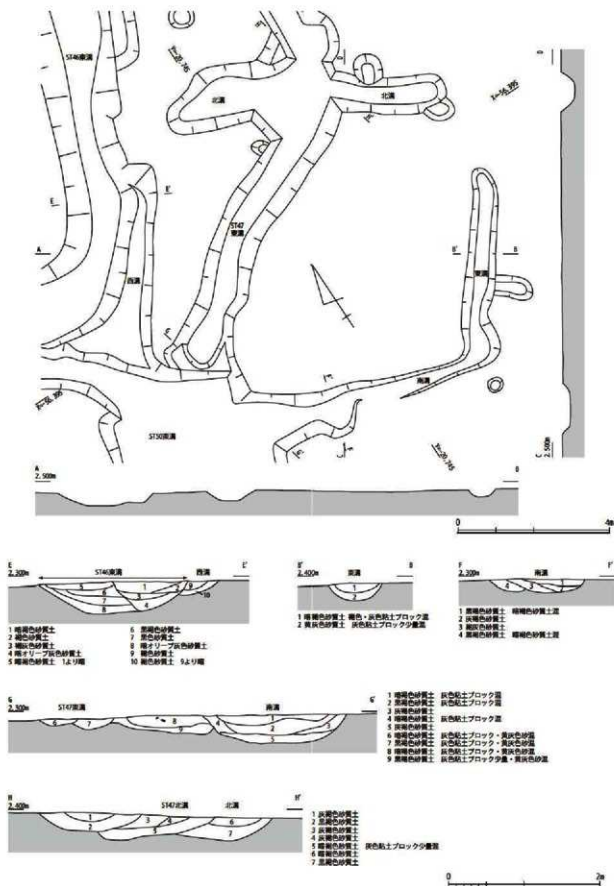 ST46東溝
X=-20.745
北溝
北溝
X=-56.395
E
E'
A
ST47
東溝
西溝
B'
B
東溝
南溝
ST50東溝
X=-20.745
A
2.500m
C
2.500m
0
4m
E
2.300m
ST46東溝
西溝
E'
1 暗褐色砂質土
2 褐色砂質土
3 褐灰色砂質土
4 暗オリーブ灰色砂質土
5 暗褐色砂質土 1より暗
6 黒褐色砂質土
7 黒色砂質土
8 暗オリーブ灰色砂質土
9 褐色砂質土
10 褐色砂質土 9より暗
B'
2.400m
東溝
B
1 暗褐色砂質土 褐色・灰色粘土ブロック混
2 黄灰色砂質土 灰色粘土ブロック少量混
F
2.300m
南溝
F'
1 黒褐色砂質土 暗褐色砂質土混
2 灰褐色砂質土
3 褐灰色砂質土
4 黒褐色砂質土 暗褐色砂質土混
G
2.300m
ST47東溝
南溝
G'
1 暗褐色砂質土 灰色粘土ブロック混
2 黒褐色砂質土 灰色粘土ブロック混
3 灰褐色砂質土
4 暗褐色砂質土 灰色粘土ブロック混
5 灰褐色砂質土
6 暗褐色砂質土 灰色粘土ブロック・黄灰色砂混
7 黒褐色砂質土 灰色粘土ブロック・黄灰色砂混
8 暗褐色砂質土 灰色粘土ブロック・黄灰色砂混
9 黒褐色砂質土 灰色粘土ブロック少量・黄灰色砂混
H
2.400m
ST47北溝
北溝
H'
1 灰褐色砂質土
2 黒褐色砂質土
3 灰褐色砂質土
4 灰褐色砂質土
5 暗褐色砂質土 灰色粘土ブロック少量混
6 暗褐色砂質土
7 黒褐色砂質土
0
2m